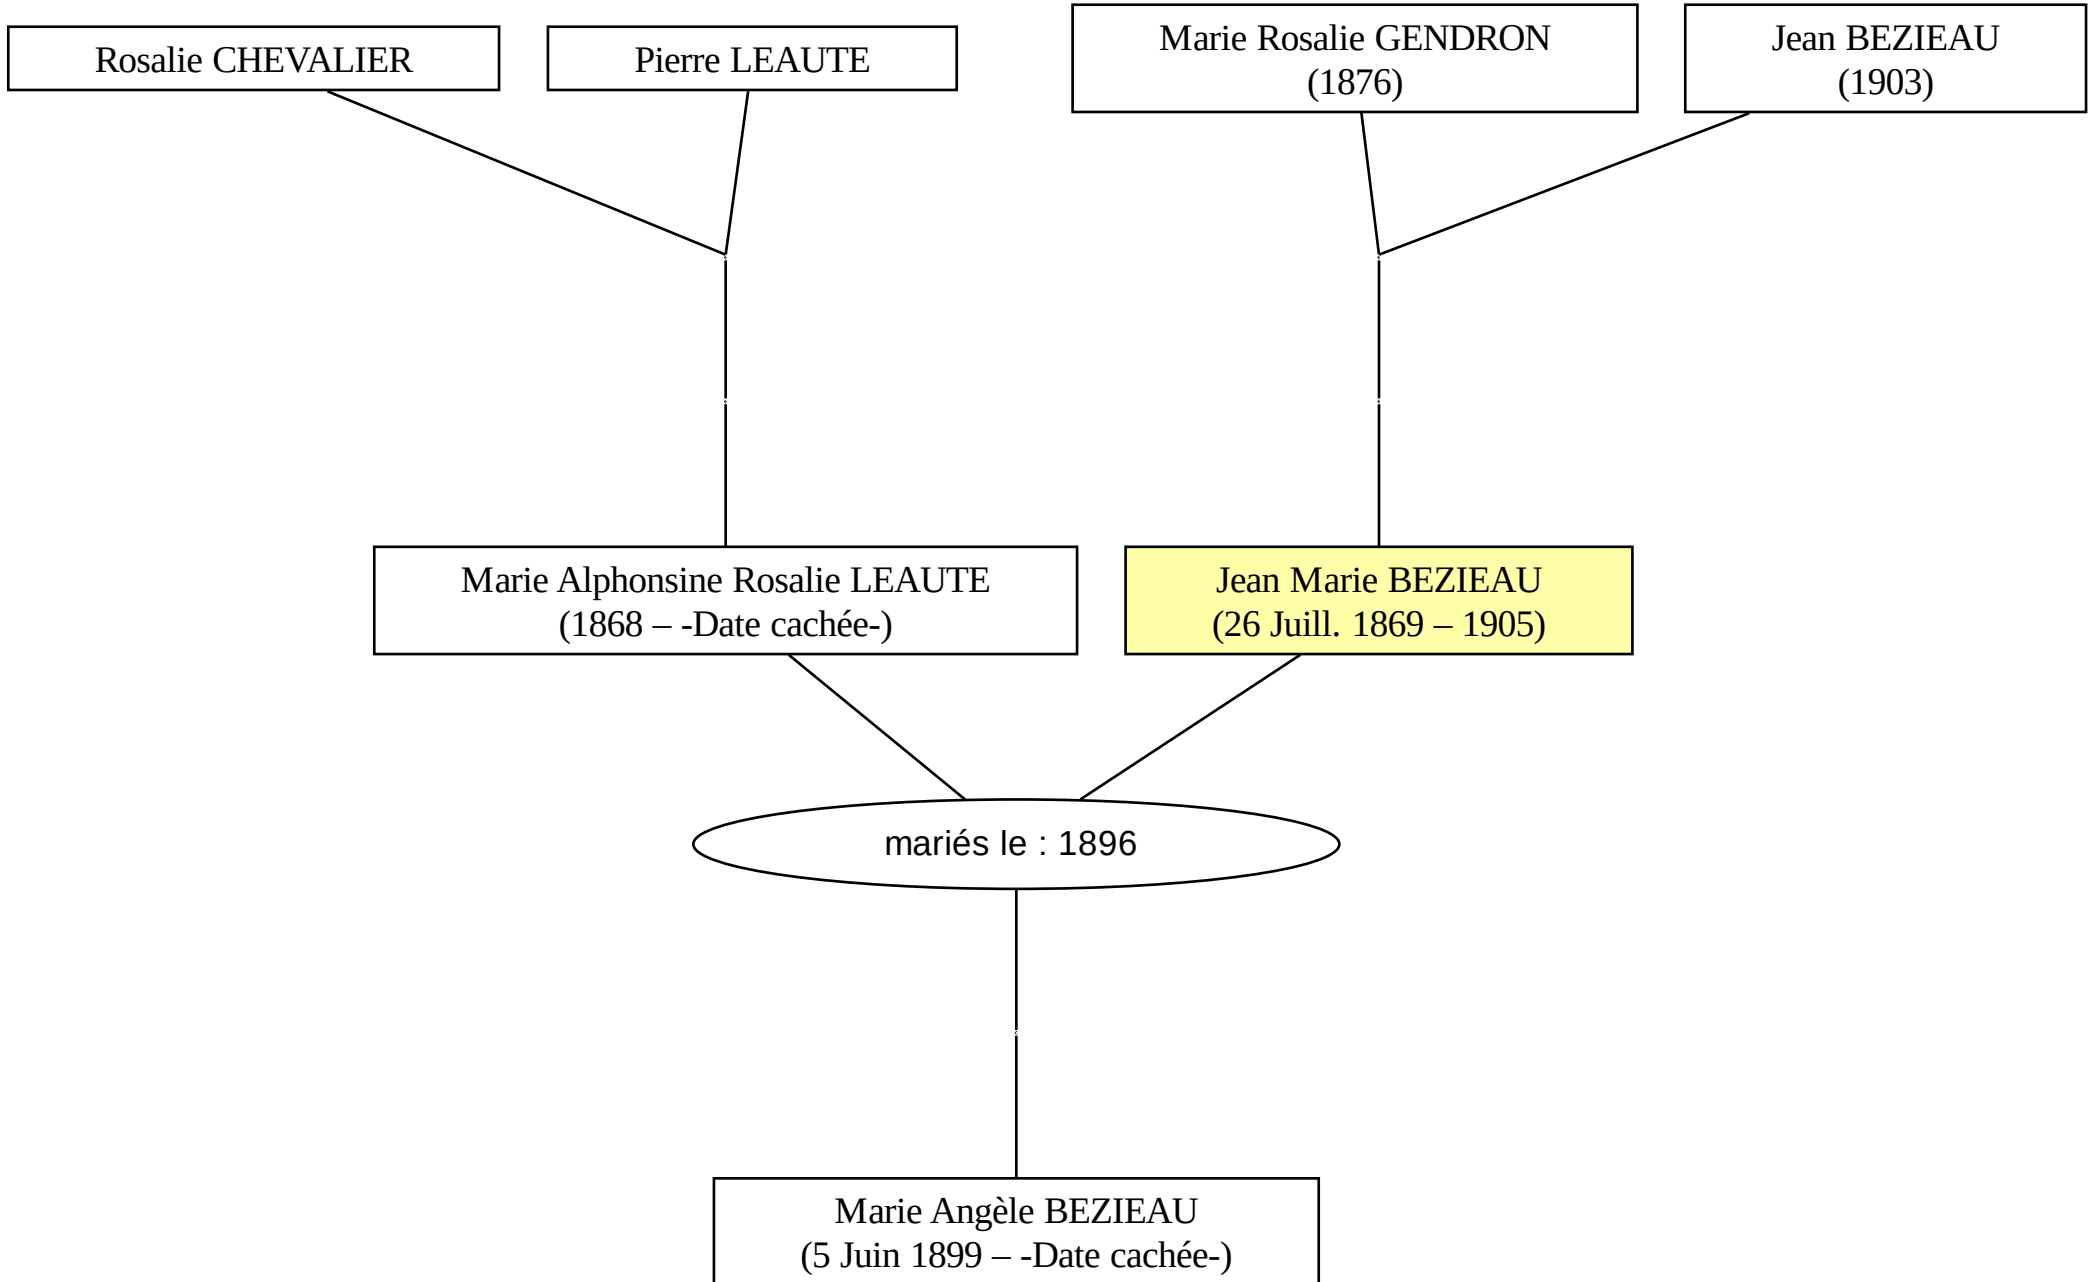 Rosalie CHEVALIER
Pierre LEAUTE
Marie Rosalie GENDRON
(1876)
Jean BEZIEAU
(1903)
Marie Alphonsine Rosalie LEAUTE
(1868 – -Date cachée-)
Jean Marie BEZIEAU
(26 Juill. 1869 – 1905)
mariés le : 1896
Marie Angèle BEZIEAU
(5 Juin 1899 – -Date cachée-)